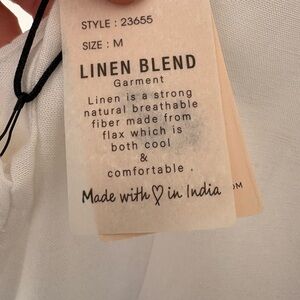 STYLE : 23655
SIZE : M
LINEN BLEND
Garment
Linen is a strong
natural breathable
fiber made from
flax which is
both cool
&
comfortable .
Made with ♡ in India
OM